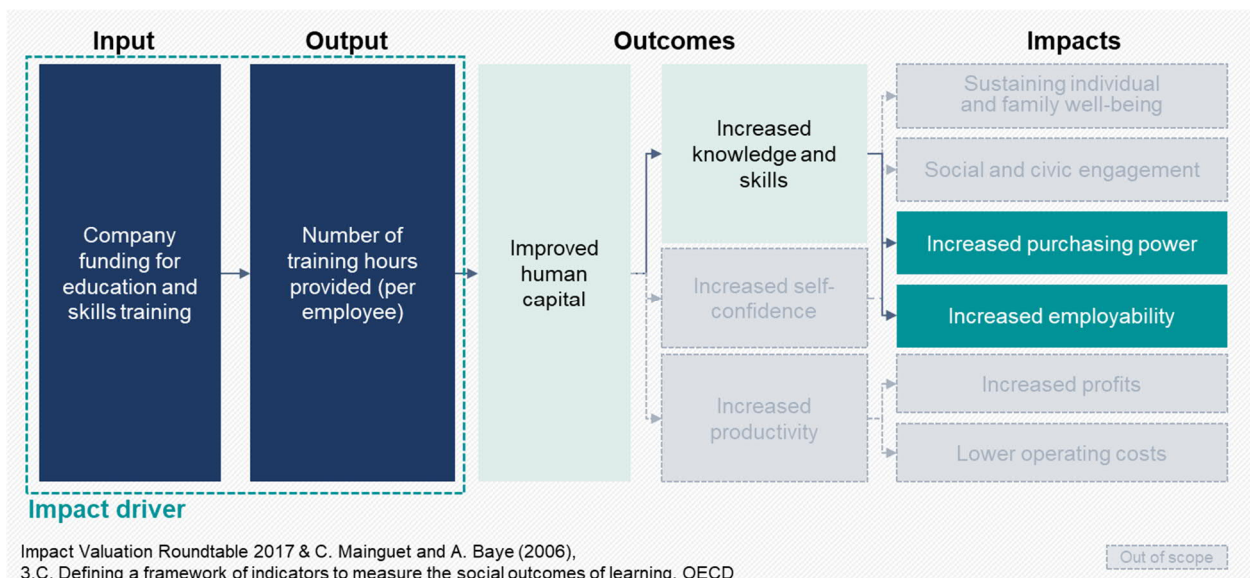 Input
Output
Outcomes
Impacts
Company
funding for
education and
skills training
Number of
training hours
provided (per
employee)
Improved
human
capital
Increased
knowledge and
skills
Increased self-
confidence
Increased
productivity
Sustaining individual
and family well-being
Social and civic engagement
Increased purchasing power
Increased employability
Increased profits
Lower operating costs
Impact driver
Impact Valuation Roundtable 2017 & C. Mainguet and A. Baye (2006),
3.C. Defining a framework of indicators to measure the social outcomes of learning. OECD
Out of scope